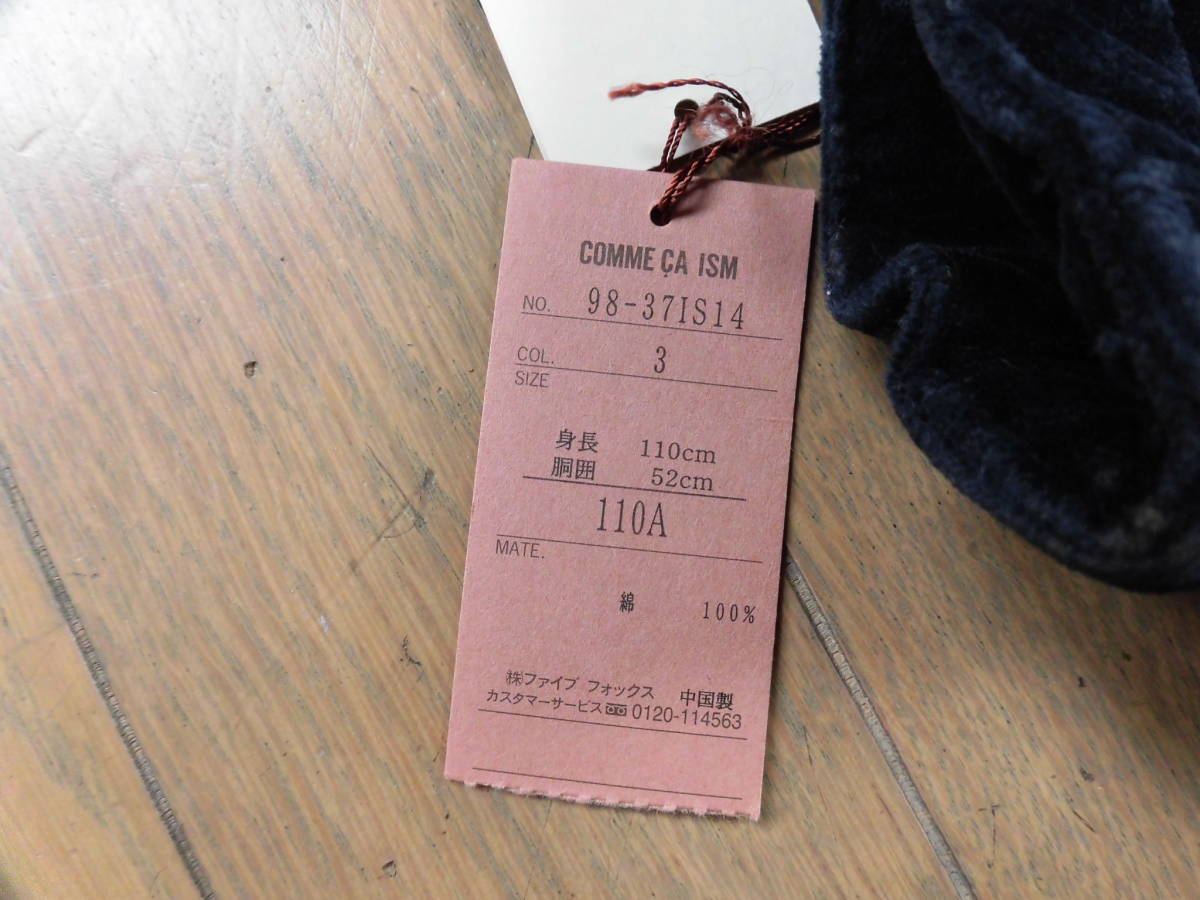 COMME ÇA ISM
NO. 98-37IS14
COL. 3
SIZE
身長 110cm
胴囲 52cm
110A
MATE.
綿 100%
㈱ファイブ フォックス 中国製
カスタマーサービス 0120-114563